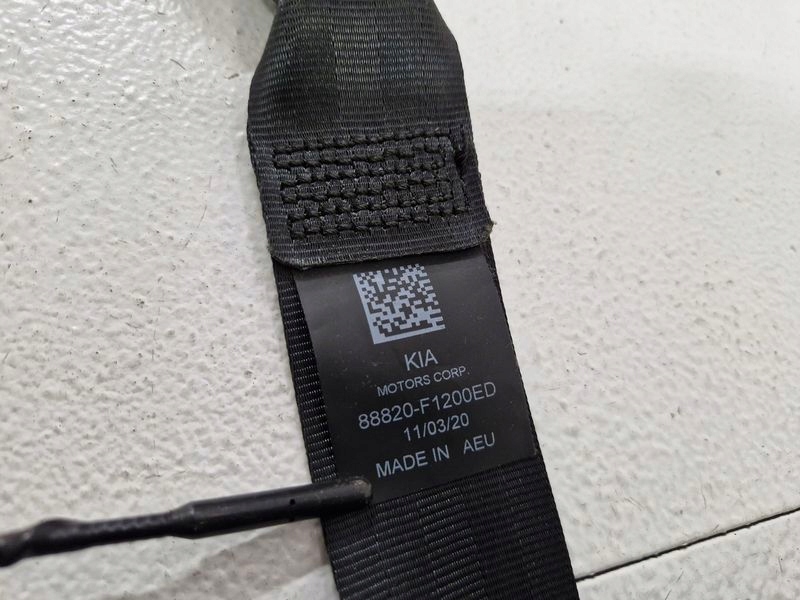 KIA
MOTORS CORP.
88820-F1200ED
11/03/20
MADE IN AEU